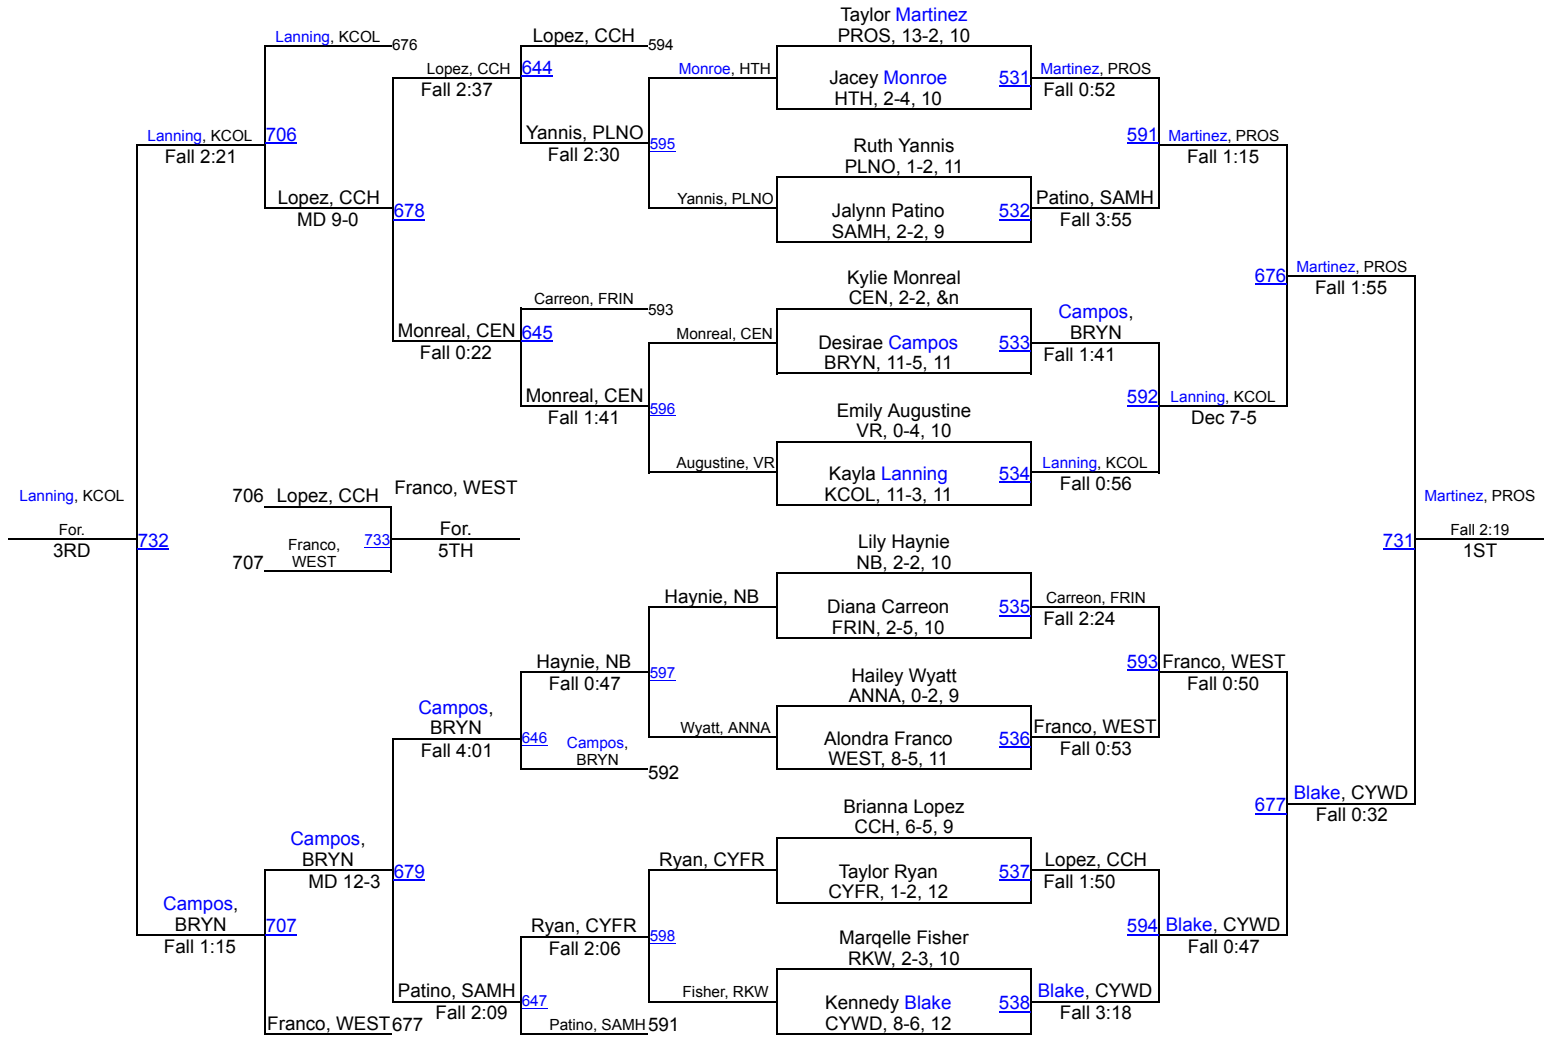 Taylor Martinez
PROS, 13-2, 10
Lanning, KCOL
676
Lopez, CCH
594
Lopez, CCH
644
Fall 2:37
Monroe, HTH
Jacey Monroe
HTH, 2-4, 10
531
Martinez, PROS
Fall 0:52
Lanning, KCOL
706
Fall 2:21
Yannis, PLNO
595
Fall 2:30
Ruth Yannis
PLNO, 1-2, 11
591
Martinez, PROS
Fall 1:15
Lopez, CCH
MD 9-0
678
Yannis, PLNO
Jalynn Patino
SAMH, 2-2, 9
532
Patino, SAMH
Fall 3:55
Kylie Monreal
CEN, 2-2, &n
676
Martinez, PROS
Fall 1:55
Carreon, FRIN
593
Monreal, CEN
645
Fall 0:22
Monreal, CEN
Desirae Campos
BRYN, 11-5, 11
533
Campos,
BRYN
Fall 1:41
Monreal, CEN
596
Fall 1:41
Emily Augustine
VR, 0-4, 10
592
Lanning, KCOL
Dec 7-5
Augustine, VR
Kayla Lanning
KCOL, 11-3, 11
534
Lanning, KCOL
Fall 0:56
Lanning, KCOL
For.
3RD
732
706
Lopez, CCH
Franco, WEST
707
Franco,
WEST
733
For.
5TH
Martinez, PROS
731
Fall 2:19
1ST
Lily Haynie
NB, 2-2, 10
Haynie, NB
Diana Carreon
FRIN, 2-5, 10
535
Carreon, FRIN
Fall 2:24
Haynie, NB
597
Fall 0:47
Hailey Wyatt
ANNA, 0-2, 9
593
Franco, WEST
Fall 0:50
Campos,
BRYN
Fall 4:01
646
Campos,
BRYN
592
Wyatt, ANNA
Alondra Franco
WEST, 8-5, 11
536
Franco, WEST
Fall 0:53
Brianna Lopez
CCH, 6-5, 9
677
Blake, CYWD
Fall 0:32
Campos,
BRYN
MD 12-3
679
Ryan, CYFR
Taylor Ryan
CYFR, 1-2, 12
537
Lopez, CCH
Fall 1:50
Campos,
BRYN
Fall 1:15
707
Ryan, CYFR
Fall 2:06
598
Marqelle Fisher
RKW, 2-3, 10
594
Blake, CYWD
Fall 0:47
Patino, SAMH
Fall 2:09
647
Fisher, RKW
Kennedy Blake
CYWD, 8-6, 12
538
Blake, CYWD
Fall 3:18
Franco, WEST
677
Patino, SAMH
591